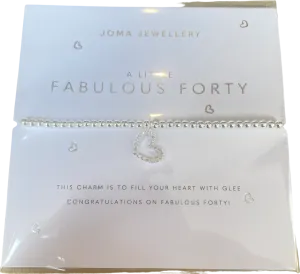 JOMA JEWELLERY
A LITTLE
FABULOUS FORTY
THIS CHARM IS TO FILL YOUR HEART WITH GLEE
CONGRATULATIONS ON FABULOUS FORTY!